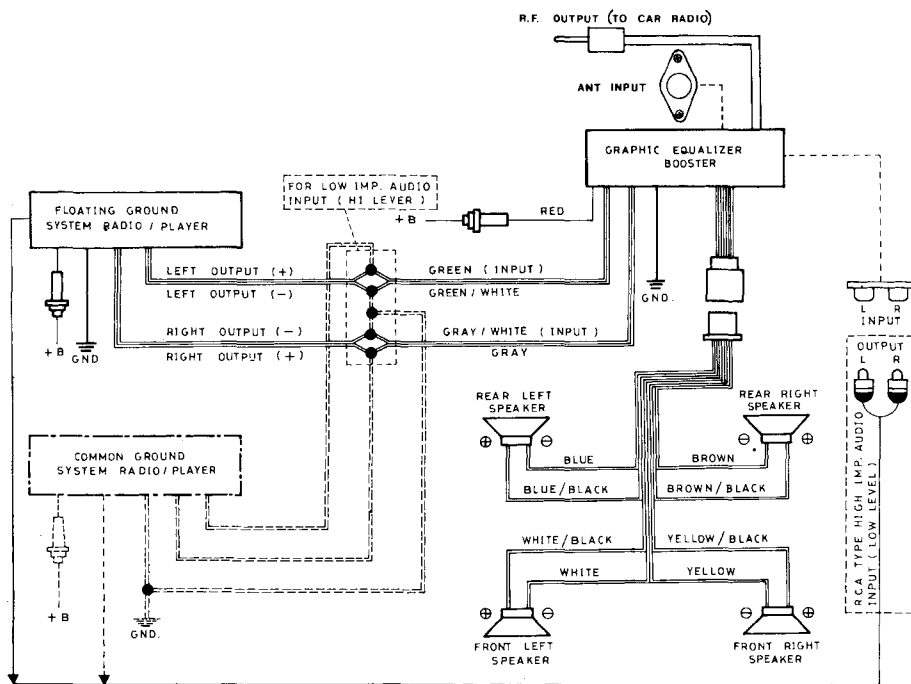 R.F. OUTPUT (TO CAR RADIO)
ANT INPUT
GRAPHIC EQUALIZER
BOOSTER
FOR LOW IMP. AUDIO
INPUT (HI LEVER)
+B
RED
FLOATING GROUND
SYSTEM RADIO / PLAYER
LEFT OUTPUT (+)
LEFT OUTPUT (-)
GREEN (INPUT)
GREEN/WHITE
RIGHT OUTPUT (-)
RIGHT OUTPUT (+)
GRAY/WHITE (INPUT)
GRAY
GND.
+B
GND
L R
INPUT
OUTPUT
L R
RCA TYPE HIGH IMP. AUDIO
INPUT (LOW LEVEL)
REAR LEFT
SPEAKER
REAR RIGHT
SPEAKER
+ -
- +
BLUE
BROWN
BLUE/BLACK
BROWN/BLACK
COMMON GROUND
SYSTEM RADIO/PLAYER
WHITE/BLACK
YELLOW/BLACK
WHITE
YELLOW
+B
GND.
+ -
- +
FRONT LEFT
SPEAKER
FRONT RIGHT
SPEAKER